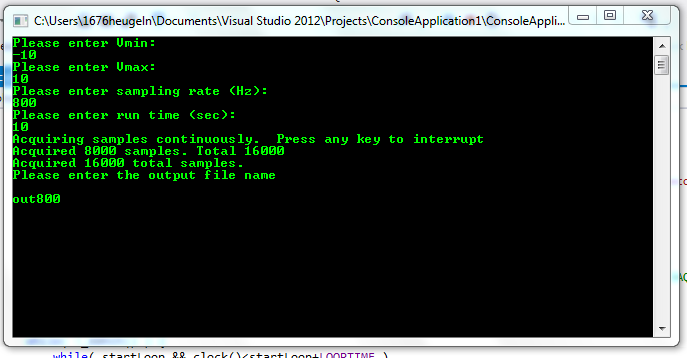 C:\Users\1676heugeln\Documents\Visual Studio 2012\Projects\ConsoleApplication1\ConsoleAppli...
Please enter Vmin:
-10
Please enter Vmax:
10
Please enter sampling rate (Hz):
800
Please enter run time (sec):
10
Acquiring samples continuously.  Press any key to interrupt
Acquired 8000 samples. Total 16000
Acquired 16000 total samples.
Please enter the output file name
out800
while( startLoop && clock()<startLoop+LOOPTIME )